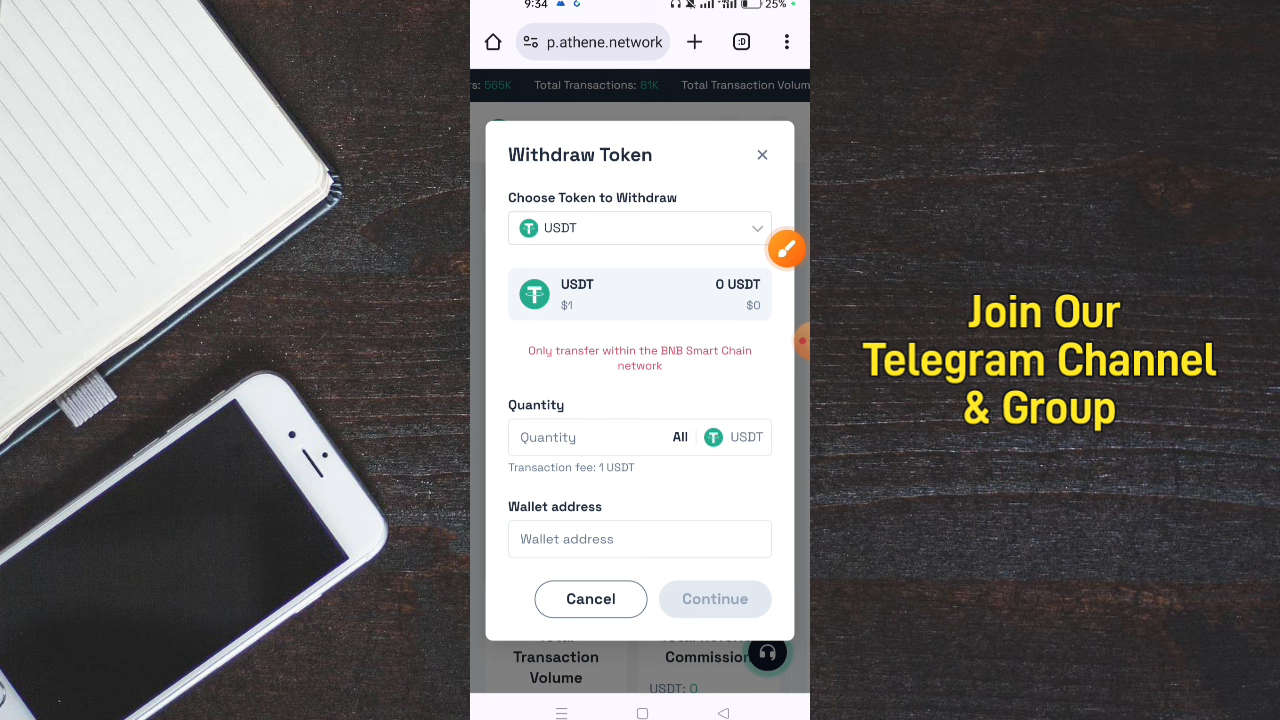 9:34
25%
p.athene.network
:D
s: 565K Total Transactions: 81K Total Transaction Volum
Withdraw Token
Choose Token to Withdraw
USDT
USDT 0 USDT
$1 $0
Only transfer within the BNB Smart Chain
network
Quantity
Quantity All USDT
Transaction fee: 1 USDT
Wallet address
Wallet address
Cancel Continue
Transaction
Volume
Commission
USDT: 0
Join Our
Telegram Channel
& Group